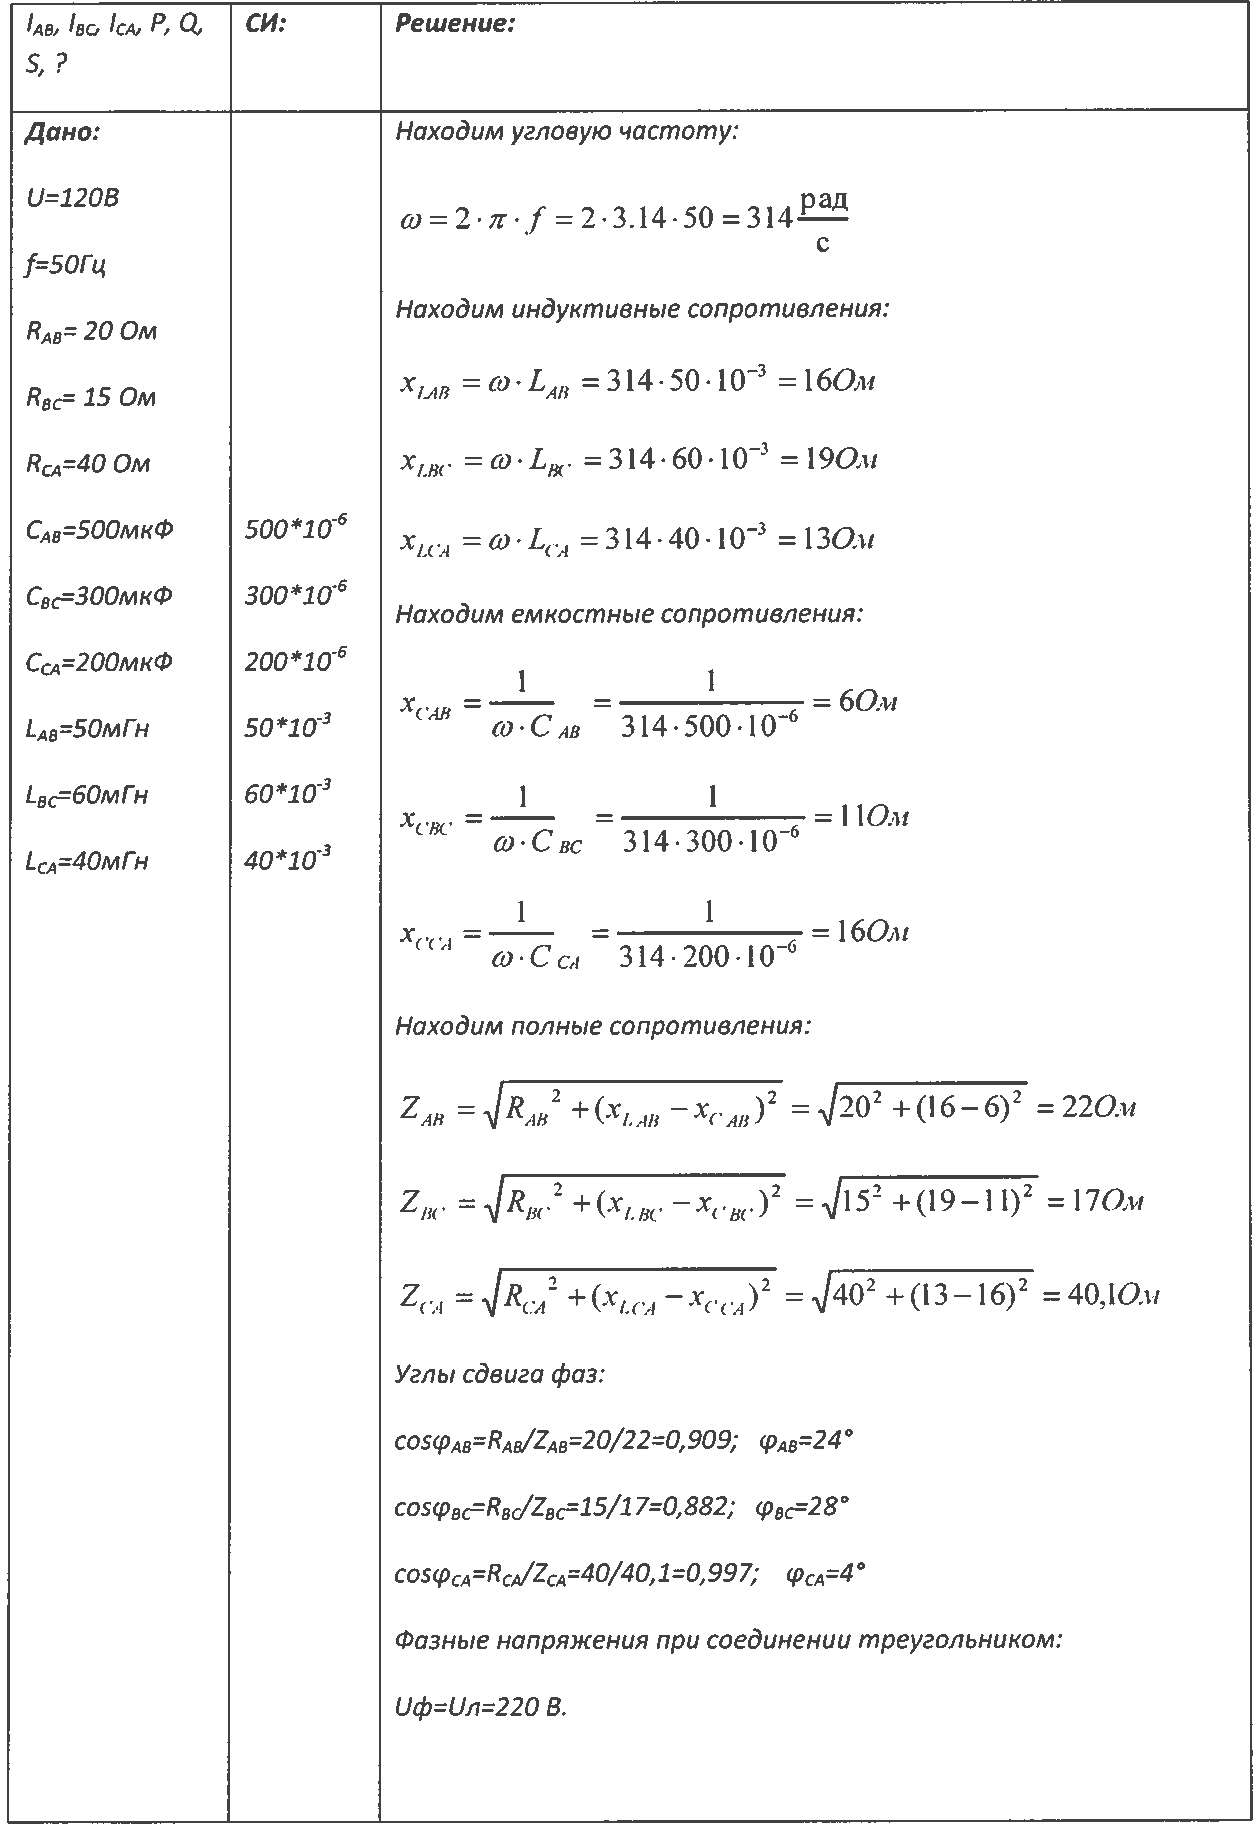 I_AB, I_BC, I_CA, P, Q, S, ?
СИ:
Решение:
Дано:
U=120В
f=50Гц
R_AB= 20 Ом
R_BC= 15 Ом
R_CA=40 Ом
C_AB=500мкФ
C_BC=300мкФ
C_CA=200мкФ
L_AB=50мГн
L_BC=60мГн
L_CA=40мГн
500*10^-6
300*10^-6
200*10^-6
50*10^-3
60*10^-3
40*10^-3
Находим угловую частоту:
ω = 2 · π · f = 2 · 3.14 · 50 = 314 рад/с
Находим индуктивные сопротивления:
x_LAB = ω · L_AB = 314 · 50 · 10^−3 = 16Ом
x_LBC = ω · L_BC = 314 · 60 · 10^−3 = 19Ом
x_LCA = ω · L_CA = 314 · 40 · 10^−3 = 13Ом
Находим емкостные сопротивления:
x_CAB = 1/(ω · C_AB) = 1/(314 · 500 · 10^−6) = 6Ом
x_CBC = 1/(ω · C_BC) = 1/(314 · 300 · 10^−6) = 11Ом
x_CCA = 1/(ω · C_CA) = 1/(314 · 200 · 10^−6) = 16Ом
Находим полные сопротивления:
Z_AB = √(R_AB² + (x_LAB − x_CAB)²) = √(20² + (16 − 6)²) = 22Ом
Z_BC = √(R_BC² + (x_LBC − x_CBC)²) = √(15² + (19 − 11)²) = 17Ом
Z_CA = √(R_CA² + (x_LCA − x_CCA)²) = √(40² + (13 − 16)²) = 40,1Ом
Углы сдвига фаз:
cosφ_AB=R_AB/Z_AB=20/22=0,909; φ_AB=24°
cosφ_BC=R_BC/Z_BC=15/17=0,882; φ_BC=28°
cosφ_CA=R_CA/Z_CA=40/40,1=0,997; φ_CA=4°
Фазные напряжения при соединении треугольником:
Uф=Uл=220 В.